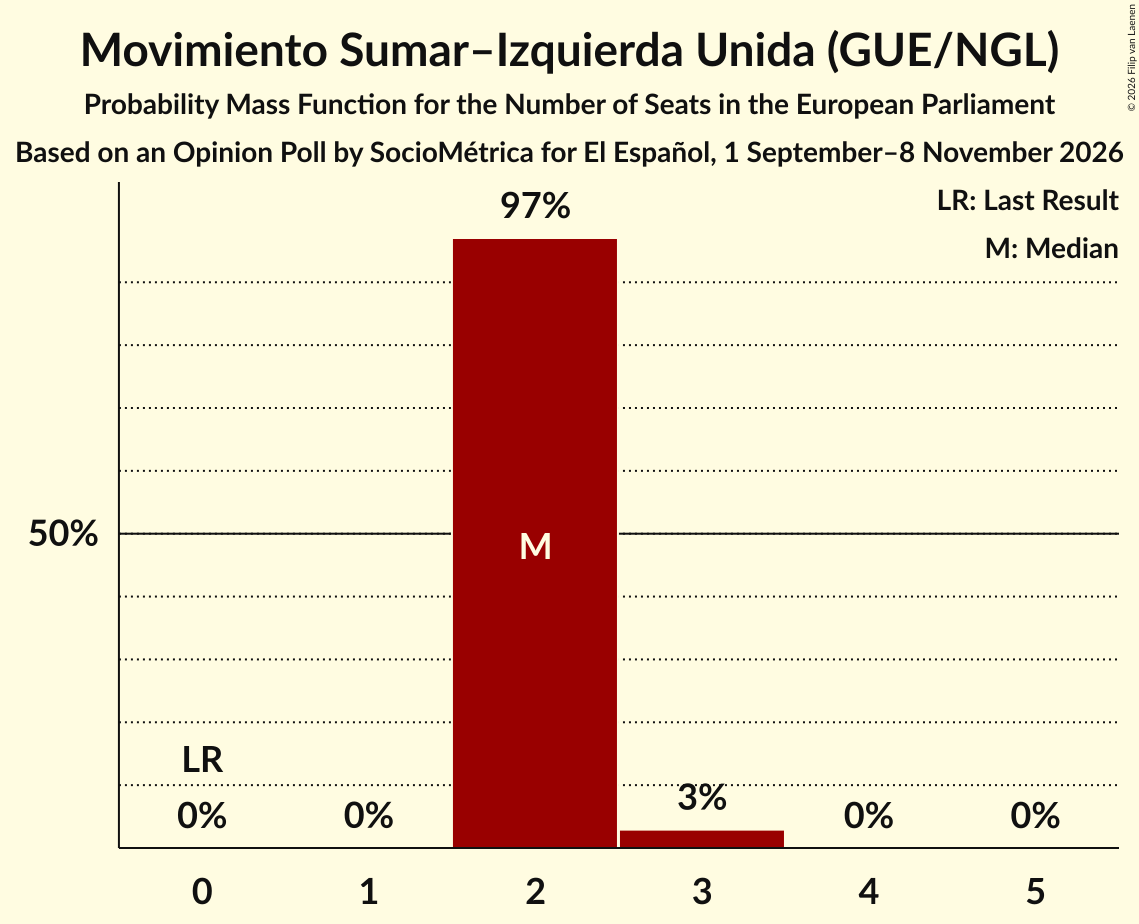 Movimiento Sumar–Izquierda Unida (GUE/NGL)
Probability Mass Function for the Number of Seats in the European Parliament
Based on an Opinion Poll by SocioMétrica for El Español, 1 September–8 November 2026
© 2026 Filip van Laenen
LR: Last Result
M: Median
97%
50%
M
LR
0%
0%
3%
0%
0%
0
1
2
3
4
5